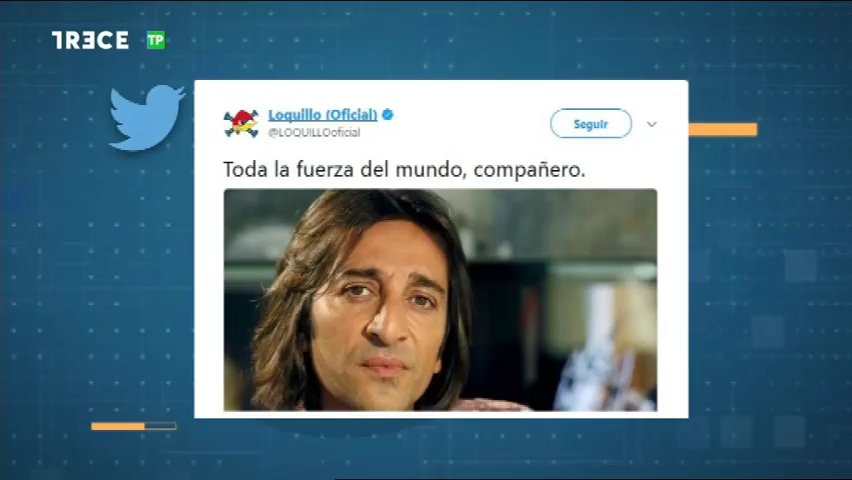 TRECE TP
Loquillo (Oficial)
@LOQUILLOoficial
Seguir
Toda la fuerza del mundo, compañero.